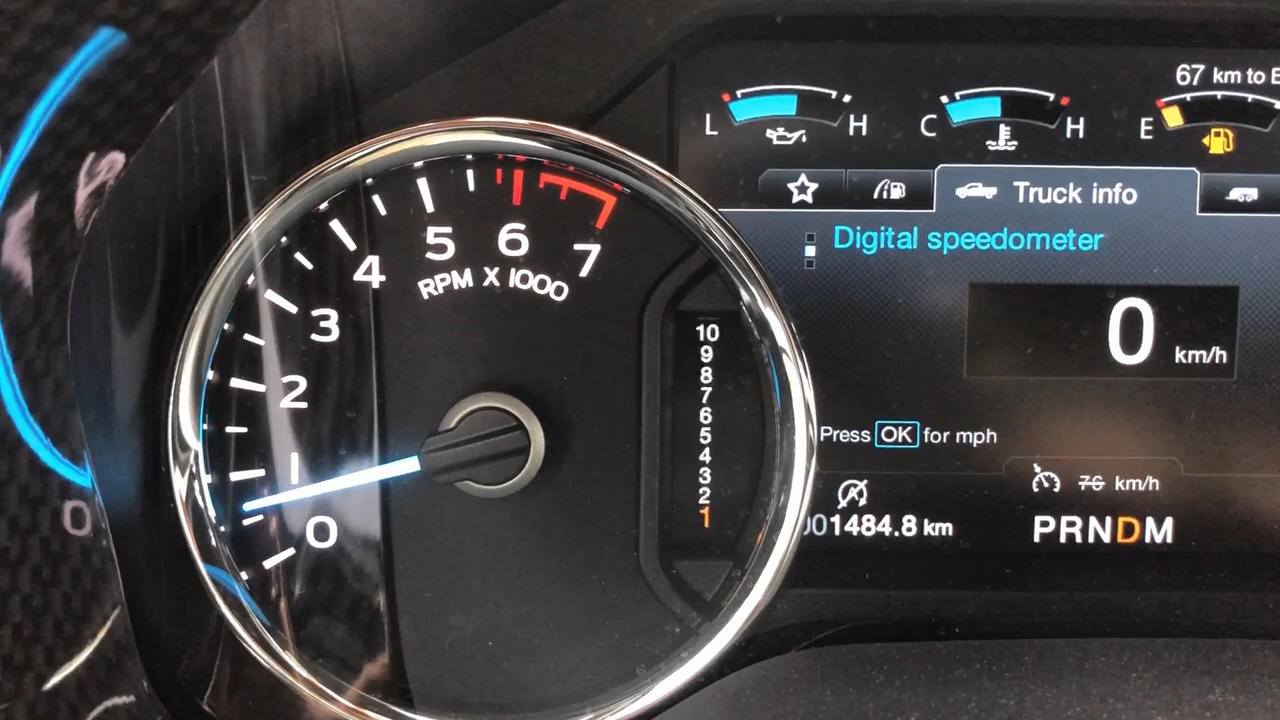 67 km to E
L H
C H
E
Truck info
Digital speedometer
0 km/h
Press OK for mph
76 km/h
001484.8 km
PRNDM
7
6
5
4
3
2
1
0
RPM X 1000
10
9
8
7
6
5
4
3
2
1
0